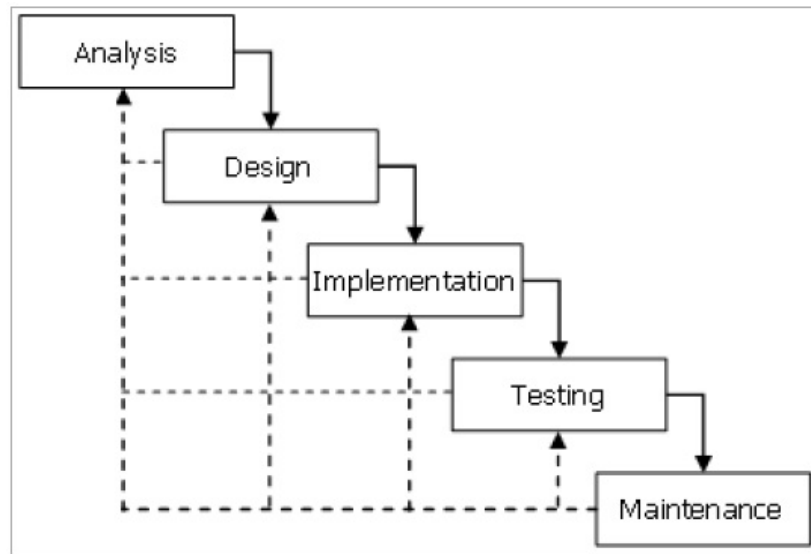 Analysis
Design
Implementation
Testing
Maintenance